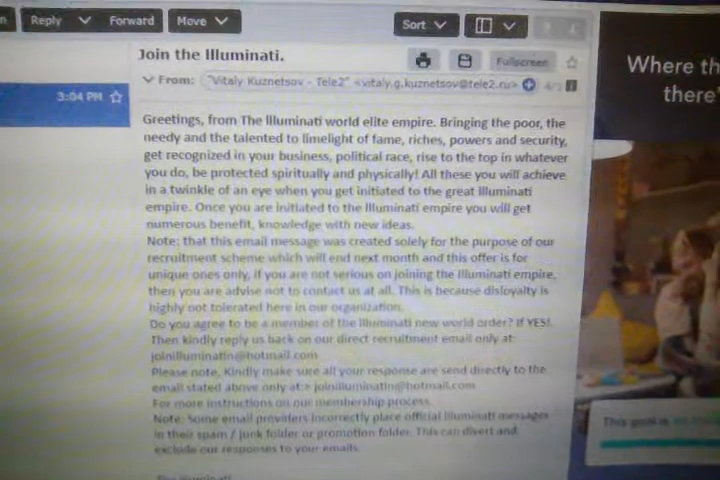 Reply
Forward
Move
Sort
Join the Illuminati.
Fullscreen
From: "Vitaly Kuznetsov - Tele2" <vitaly.g.kuznetsov@tele2.ru>
3:04 PM
Greetings, from The Illuminati world elite empire. Bringing the poor, the
needy and the talented to limelight of fame, riches, powers and security,
get recognized in your business, political race, rise to the top in whatever
you do, be protected spiritually and physically! All these you will achieve
in a twinkle of an eye when you get initiated to the great Illuminati
empire. Once you are initiated to the Illuminati empire you will get
numerous benefit, knowledge with new ideas.
Note: that this email message was created solely for the purpose of our
recruitment scheme which will end next month and this offer is for
unique ones only, if you are not serious on joining the Illuminati empire,
then you are advise not to contact us at all. This is because disloyalty is
highly not tolerated here in our organization.
Do you agree to be a member of the Illuminati new world order? If YES!.
Then kindly reply us back on our direct recruitment email only at:
joinilluminatin@hotmail.com
Please note, Kindly make sure all your response are send directly to the
email stated above only at:> joinilluminatin@hotmail.com
For more instructions on our membership process.
Note: Some email providers incorrectly place official Illuminati messages
in their spam / junk folder or promotion folder. This can divert and
exclude our responses to your emails.
The Illuminati
Where th
there'
This goal is